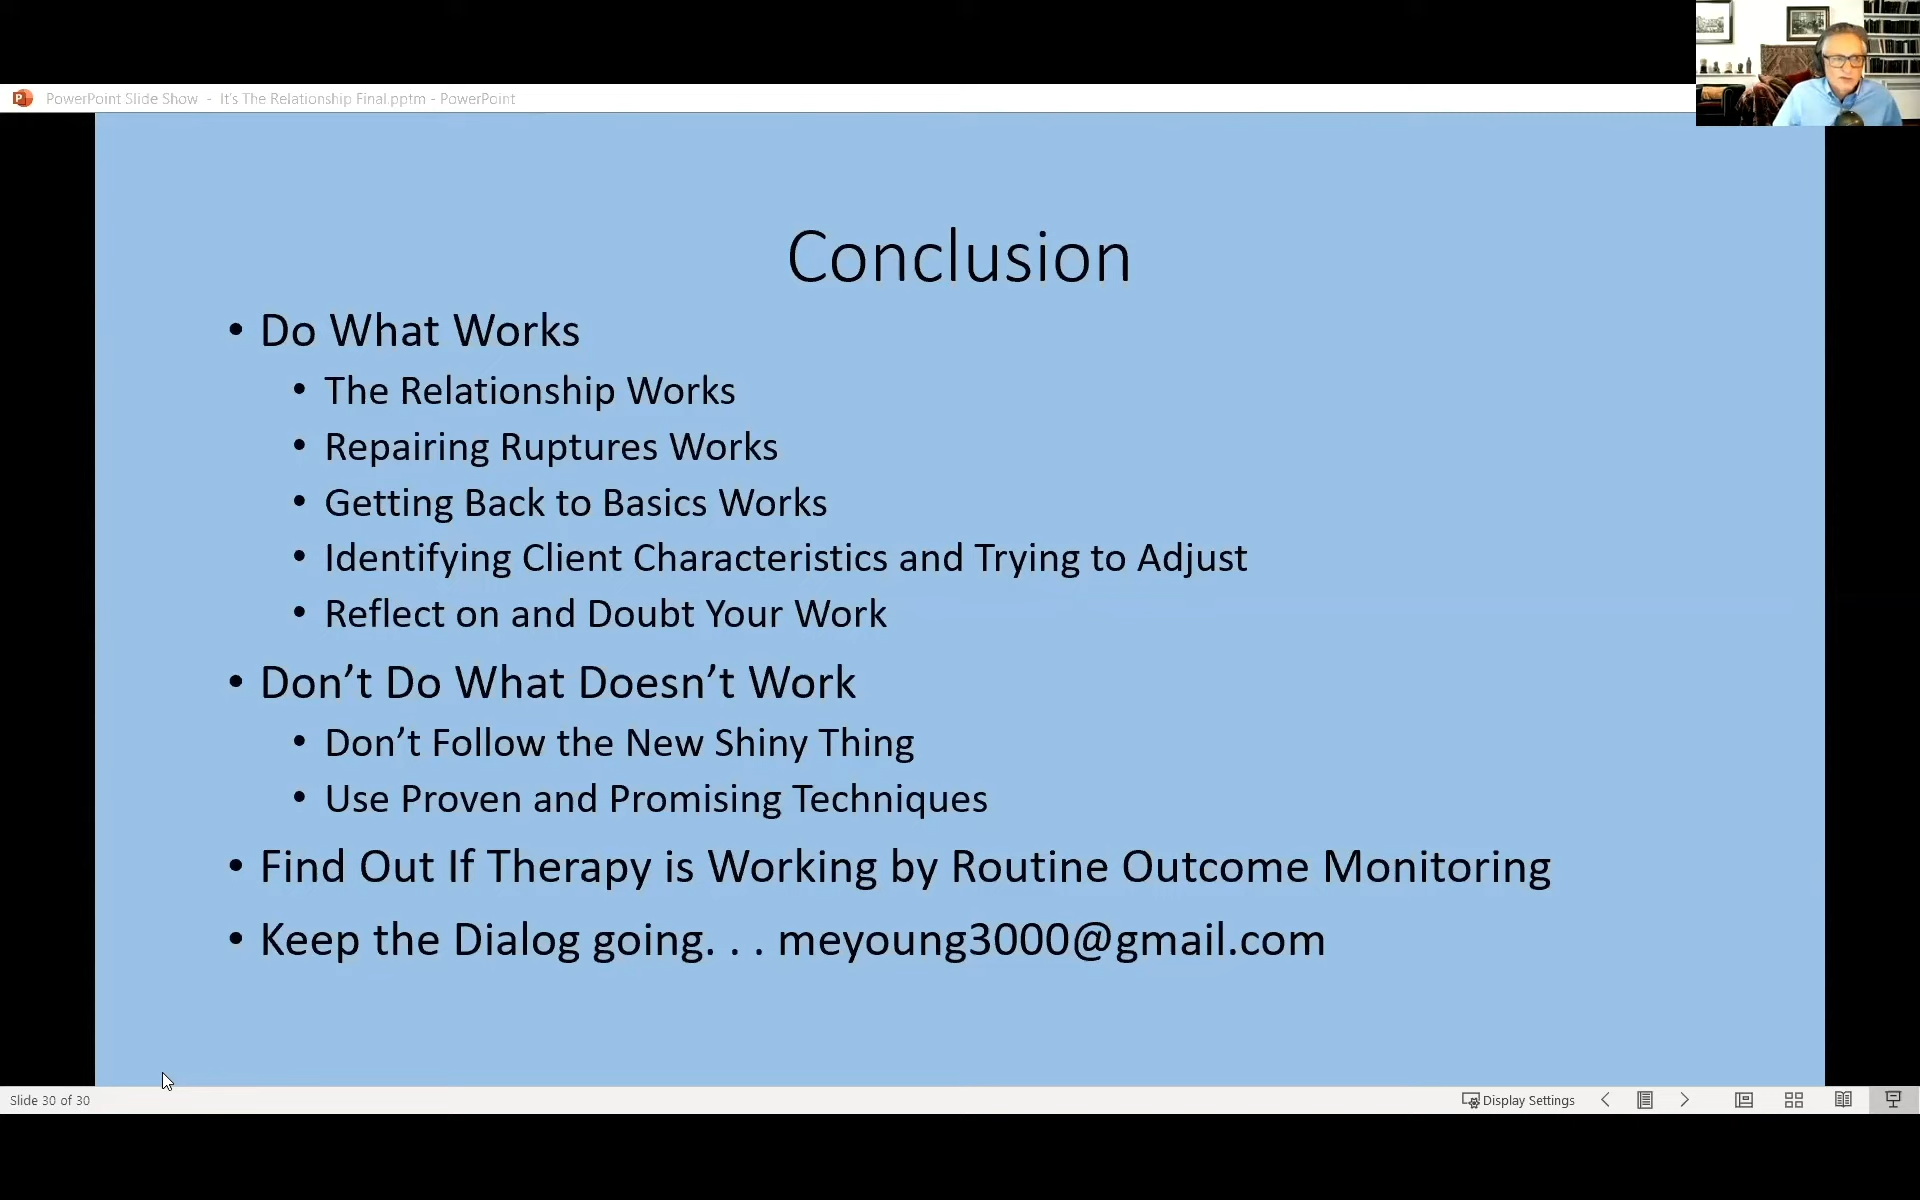 PowerPoint Slide Show - It's The Relationship Final.pptm - PowerPoint
Conclusion
• Do What Works
• The Relationship Works
• Repairing Ruptures Works
• Getting Back to Basics Works
• Identifying Client Characteristics and Trying to Adjust
• Reflect on and Doubt Your Work
• Don’t Do What Doesn’t Work
• Don’t Follow the New Shiny Thing
• Use Proven and Promising Techniques
• Find Out If Therapy is Working by Routine Outcome Monitoring
• Keep the Dialog going. . . meyoung3000@gmail.com
Slide 30 of 30
Display Settings